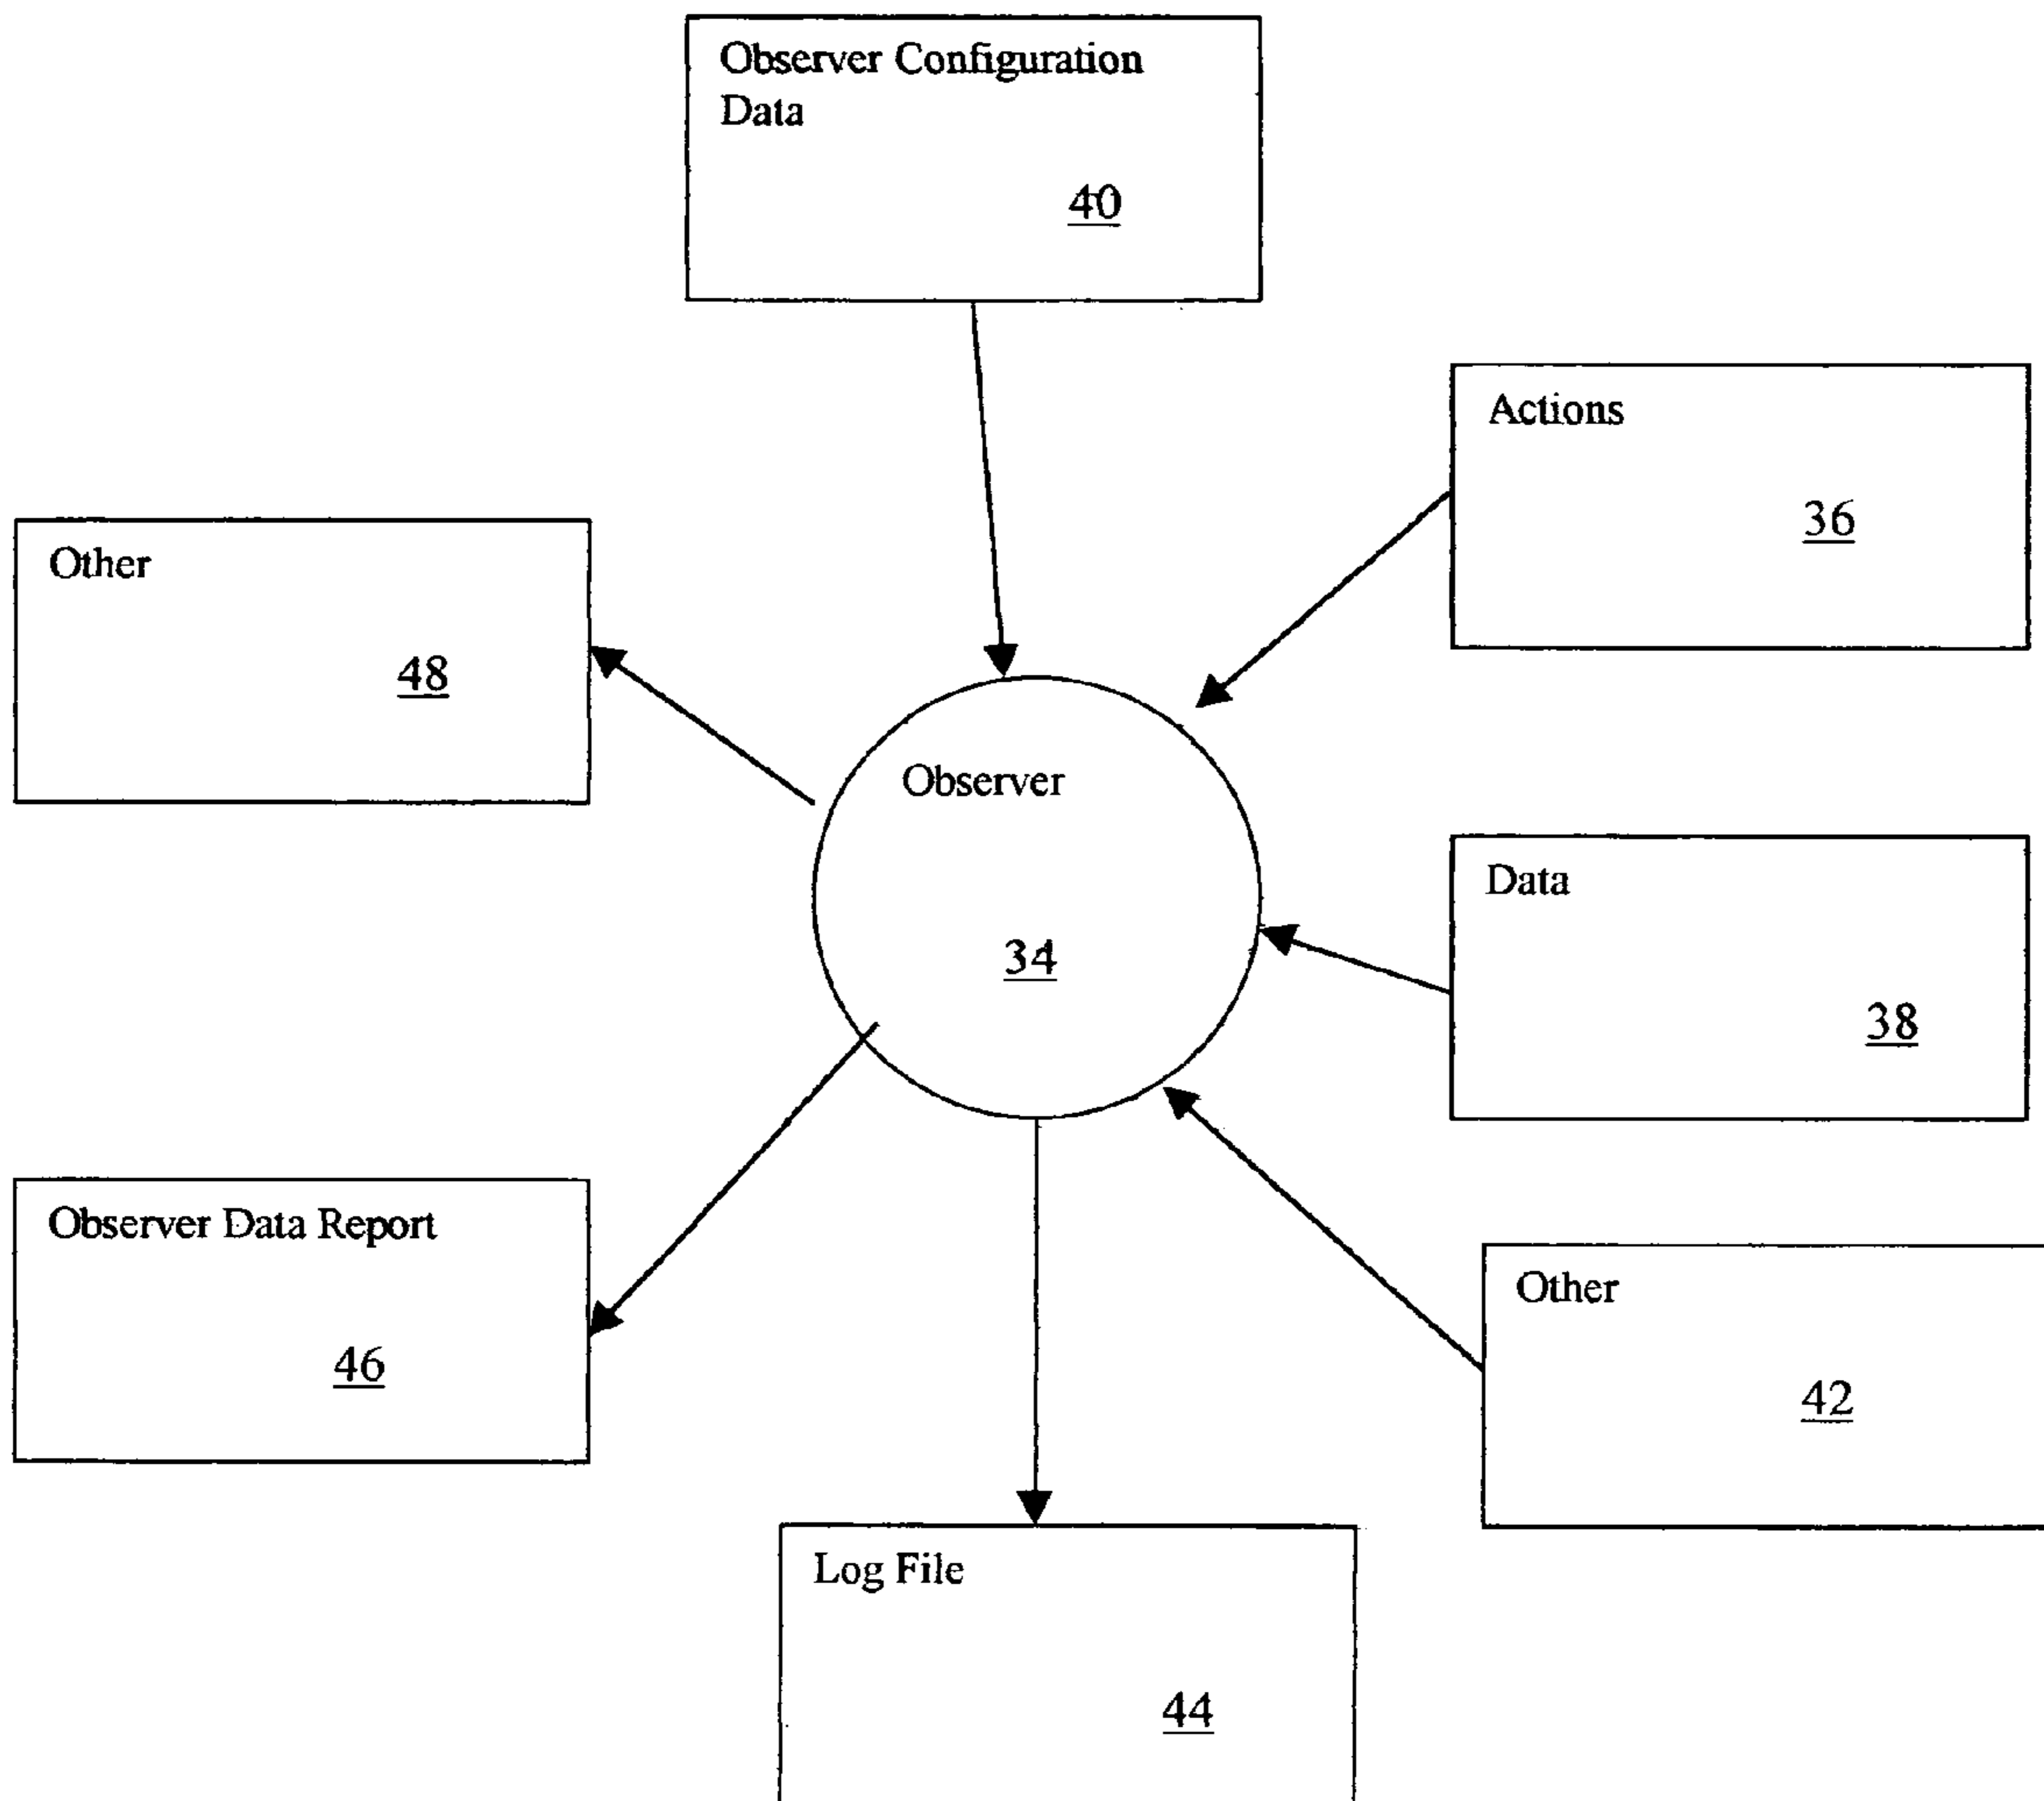 Observer Configuration
Data
40
Actions
36
Other
48
Observer
34
Data
38
Observer Data Report
46
Other
42
Log File
44